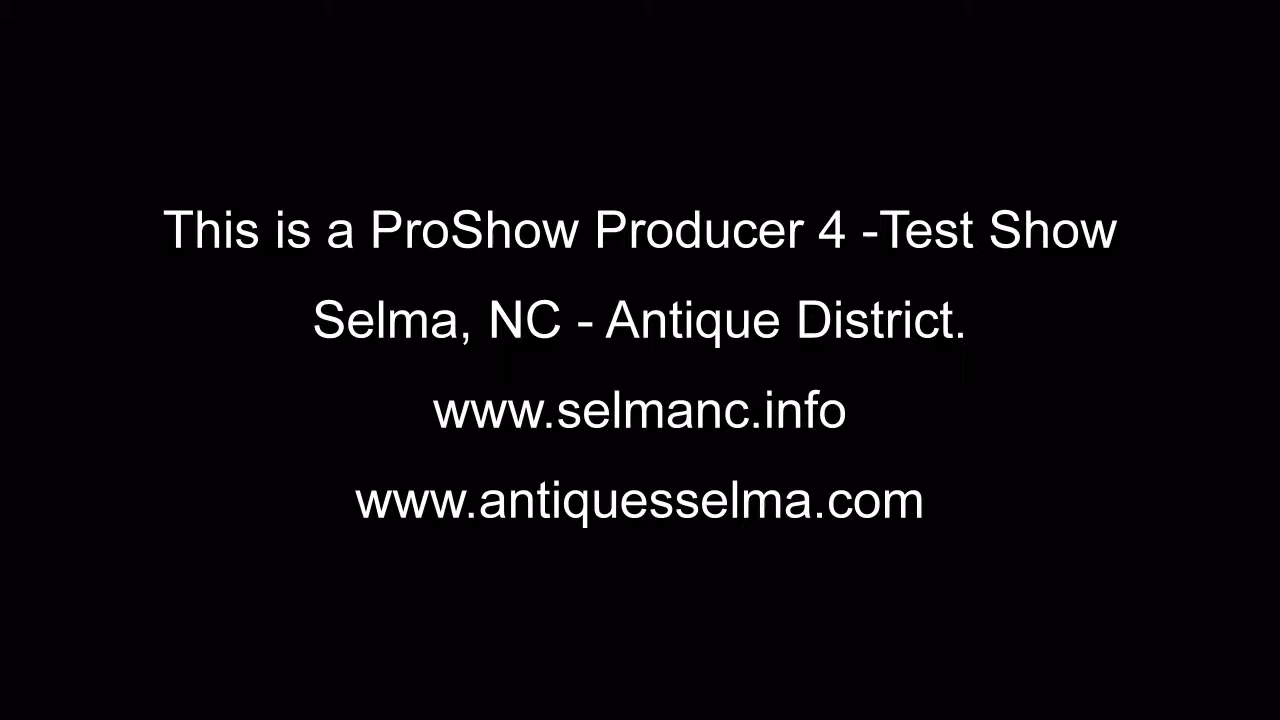 This is a ProShow Producer 4 -Test Show
Selma, NC - Antique District.
www.selmanc.info
www.antiquesselma.com